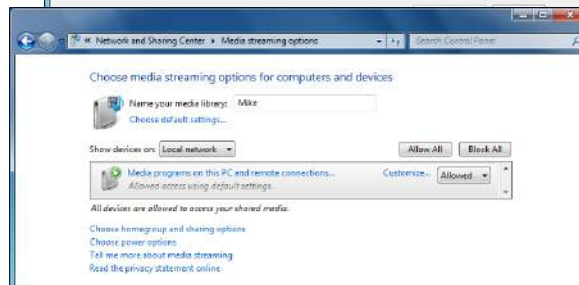 « Network and Sharing Center ▸ Media streaming options
Search Control Panel
Choose media streaming options for computers and devices
Name your media library: Mike
Choose default settings...
Show devices on: Local network
Allow All
Block All
Media programs on this PC and remote connections...
Customize...
Allowed
Allowed access using default settings.
All devices are allowed to access your shared media.
Choose homegroup and sharing options
Choose power options
Tell me more about media streaming
Read the privacy statement online